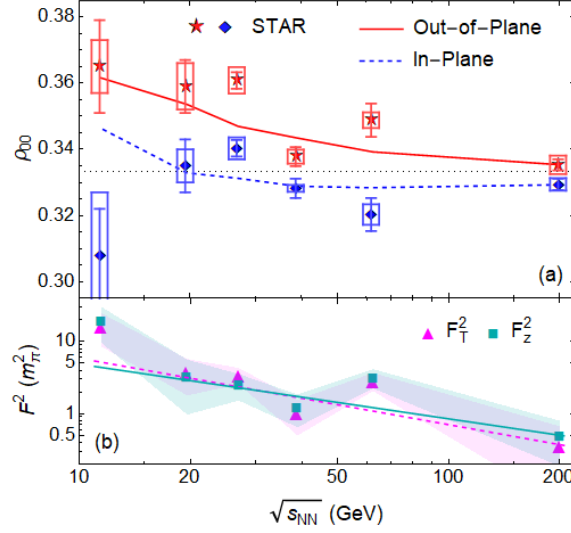 0.38
0.36
0.34
0.32
0.30
ρ00
STAR
Out-of-Plane
In-Plane
(a)
10
5
1
0.5
F² (m²π)
F²T
F²z
(b)
10 20 50 100 200
√sNN (GeV)